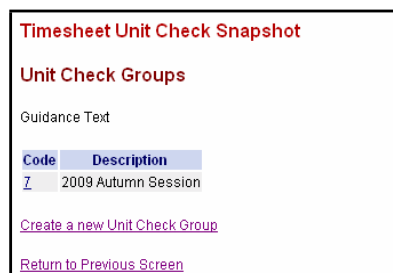 Timesheet Unit Check Snapshot
Unit Check Groups
Guidance Text
Code Description
7 2009 Autumn Session
Create a new Unit Check Group
Return to Previous Screen